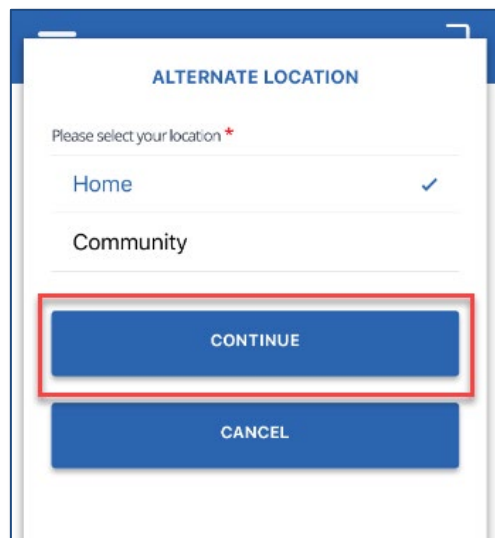 ALTERNATE LOCATION
Please select your location *
Home
Community
CONTINUE
CANCEL